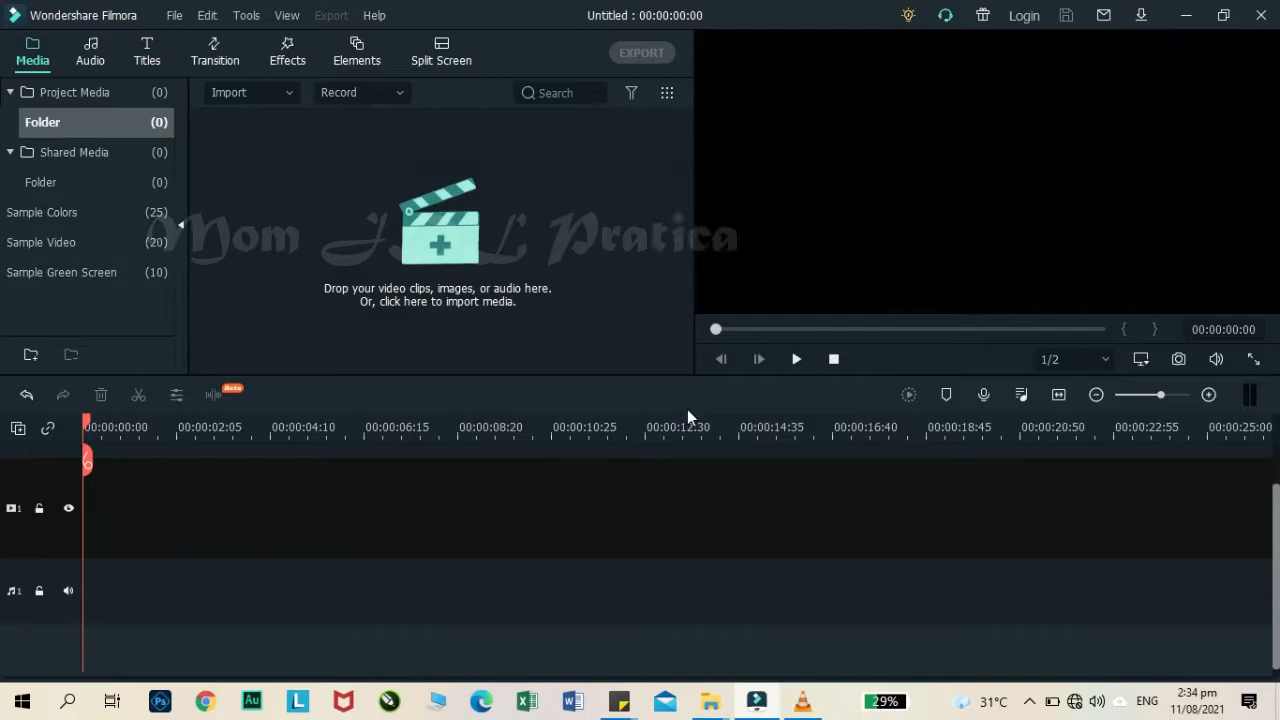 Wondershare Filmora File Edit Tools View Export Help Untitled : 00:00:00:00 Login
Media Audio Titles Transition Effects Elements Split Screen EXPORT
Project Media (0) Import Record Search
Folder (0)
Shared Media (0)
Folder (0)
Sample Colors (25)
Mom Pratica
Sample Video (20)
Sample Green Screen (10)
Drop your video clips, images, or audio here.
Or, click here to import media.
{ } 00:00:00:00
1/2
Beta
00:00:00:00 00:00:02:05 00:00:04:10 00:00:06:15 00:00:08:20 00:00:10:25 00:00:12:30 00:00:14:35 00:00:16:40 00:00:18:45 00:00:20:50 00:00:22:55 00:00:25:00
1
1
Ps Au L 29% 31°C ENG 2:34 pm
11/08/2021